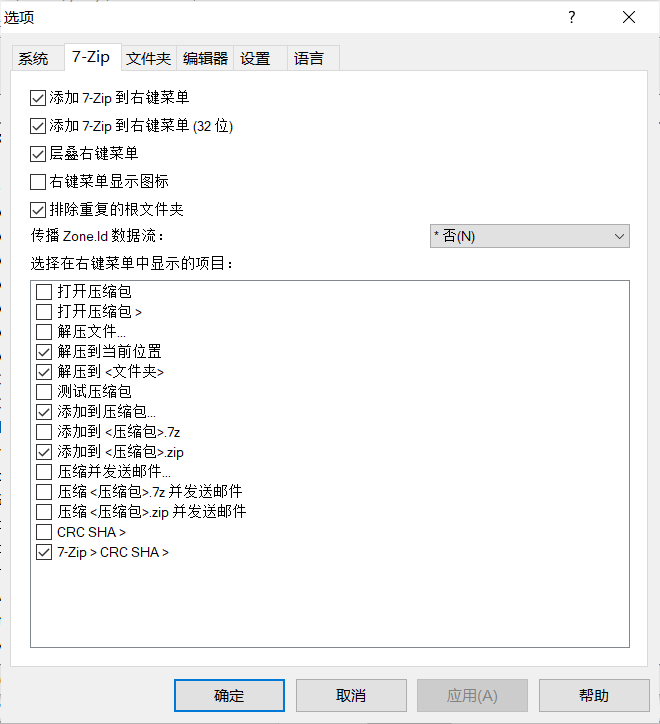 选项
系统 7-Zip 文件夹 编辑器 设置 语言
添加 7-Zip 到右键菜单
添加 7-Zip 到右键菜单 (32 位)
层叠右键菜单
右键菜单显示图标
排除重复的根文件夹
传播 Zone.Id 数据流： * 否(N)
选择在右键菜单中显示的项目：
打开压缩包
打开压缩包 >
解压文件...
解压到当前位置
解压到 <文件夹>
测试压缩包
添加到压缩包...
添加到 <压缩包>.7z
添加到 <压缩包>.zip
压缩并发送邮件...
压缩 <压缩包>.7z 并发送邮件
压缩 <压缩包>.zip 并发送邮件
CRC SHA >
7-Zip > CRC SHA >
确定 取消 应用(A) 帮助